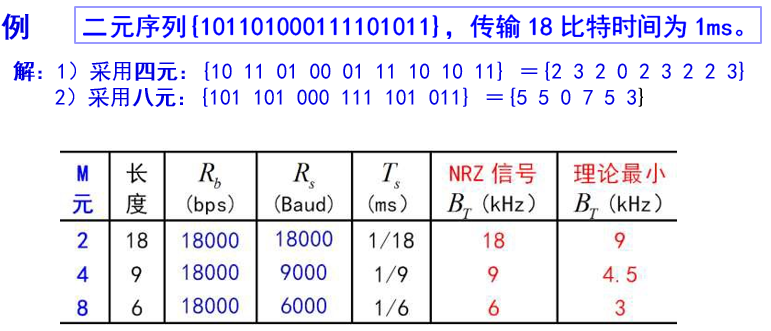 例 二元序列{101101000111101011}，传输 18 比特时间为 1ms。
解：1）采用四元：{10 11 01 00 01 11 10 10 11} ＝{2 3 2 0 2 3 2 2 3}
2）采用八元：{101 101 000 111 101 011} ＝{5 5 0 7 5 3}
M元 长度 R_b (bps) R_s (Baud) T_s (ms) NRZ 信号 B_T (kHz) 理论最小 B_T (kHz)
2 18 18000 18000 1/18 18 9
4 9 18000 9000 1/9 9 4.5
8 6 18000 6000 1/6 6 3